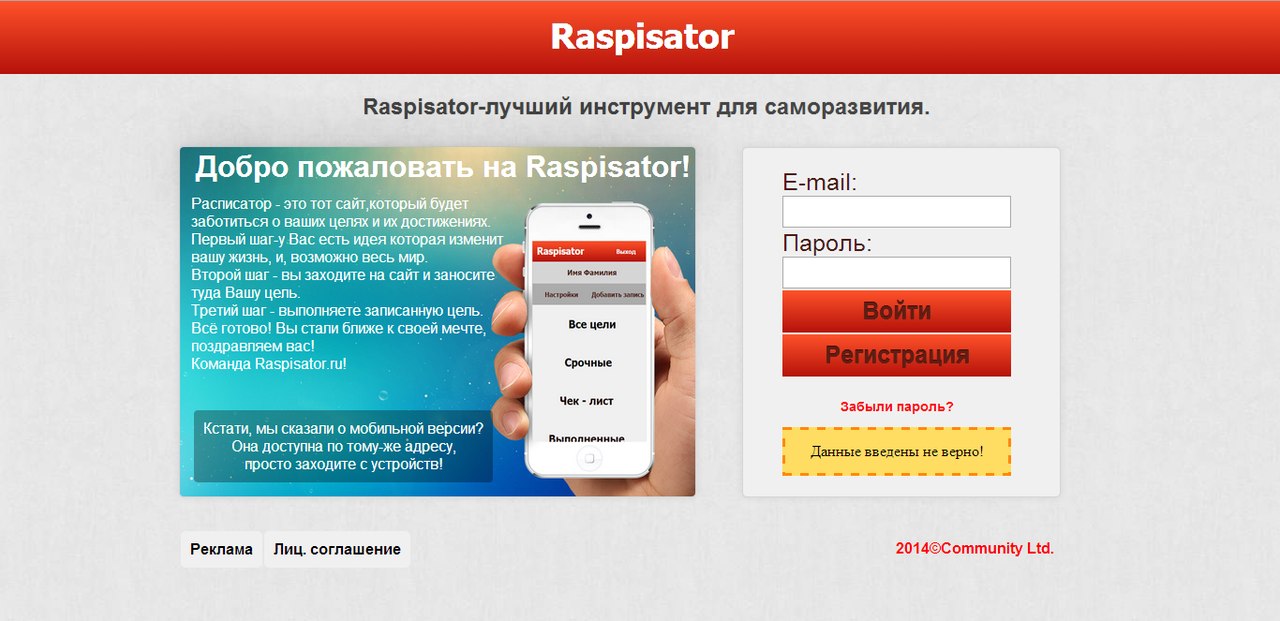 Raspisator
Raspisator-лучший инструмент для саморазвития.
Добро пожаловать на Raspisator!
Расписатор - это тот сайт,который будет
заботиться о ваших целях и их достижениях.
Первый шаг-у Вас есть идея которая изменит
вашу жизнь, и, возможно весь мир.
Второй шаг - вы заходите на сайт и заносите
туда Вашу цель.
Третий шаг - выполняете записанную цель.
Всё готово! Вы стали ближе к своей мечте,
поздравляем вас!
Команда Raspisator.ru!
Кстати, мы сказали о мобильной версии?
Она доступна по тому-же адресу,
просто заходите с устройств!
Raspisator Выход
Имя Фамилия
Настройки Добавить запись
Все цели
Срочные
Чек - лист
Выполненные
E-mail:
Пароль:
Войти
Регистрация
Забыли пароль?
Данные введены не верно!
Реклама Лиц. соглашение
2014©Community Ltd.